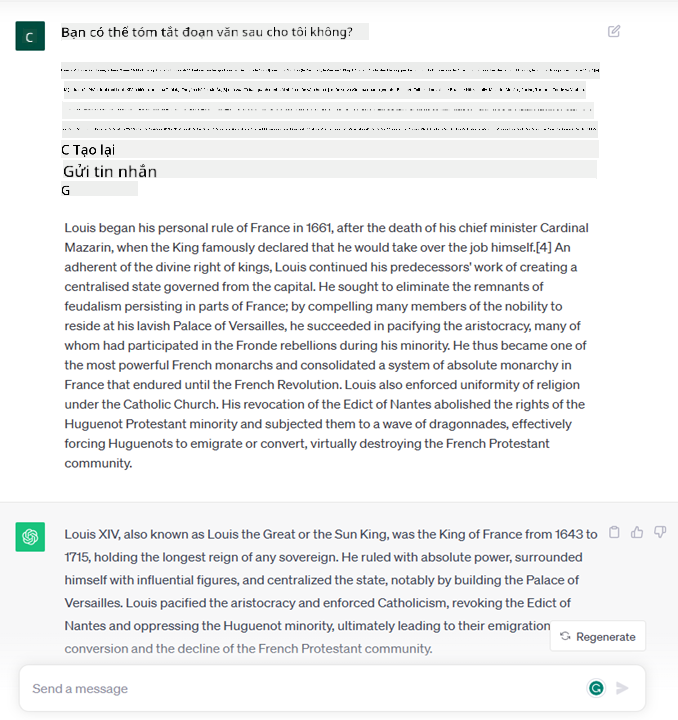 C
Bạn có thể tóm tắt đoạn văn sau cho tôi không?
C Tạo lại
Gửi tin nhắn
G
Louis began his personal rule of France in 1661, after the death of his chief minister Cardinal
Mazarin, when the King famously declared that he would take over the job himself.[4] An
adherent of the divine right of kings, Louis continued his predecessors' work of creating a
centralised state governed from the capital. He sought to eliminate the remnants of
feudalism persisting in parts of France; by compelling many members of the nobility to
reside at his lavish Palace of Versailles, he succeeded in pacifying the aristocracy, many of
whom had participated in the Fronde rebellions during his minority. He thus became one of
the most powerful French monarchs and consolidated a system of absolute monarchy in
France that endured until the French Revolution. Louis also enforced uniformity of religion
under the Catholic Church. His revocation of the Edict of Nantes abolished the rights of the
Huguenot Protestant minority and subjected them to a wave of dragonnades, effectively
forcing Huguenots to emigrate or convert, virtually destroying the French Protestant
community.
Louis XIV, also known as Louis the Great or the Sun King, was the King of France from 1643 to
1715, holding the longest reign of any sovereign. He ruled with absolute power, surrounded
himself with influential figures, and centralized the state, notably by building the Palace of
Versailles. Louis pacified the aristocracy and enforced Catholicism, revoking the Edict of
Nantes and oppressing the Huguenot minority, ultimately leading to their emigration
Regenerate
conversion and the decline of the French Protestant community.
Send a message